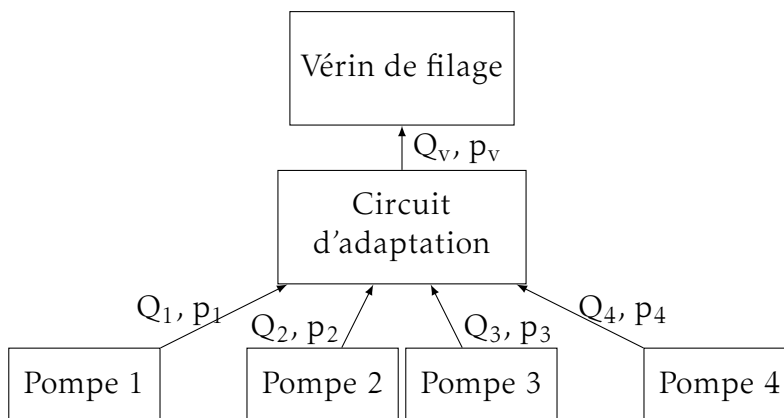 Vérin de filage
Qv, pv
Circuit
d'adaptation
Q1, p1
Q2, p2
Q3, p3
Q4, p4
Pompe 1
Pompe 2
Pompe 3
Pompe 4